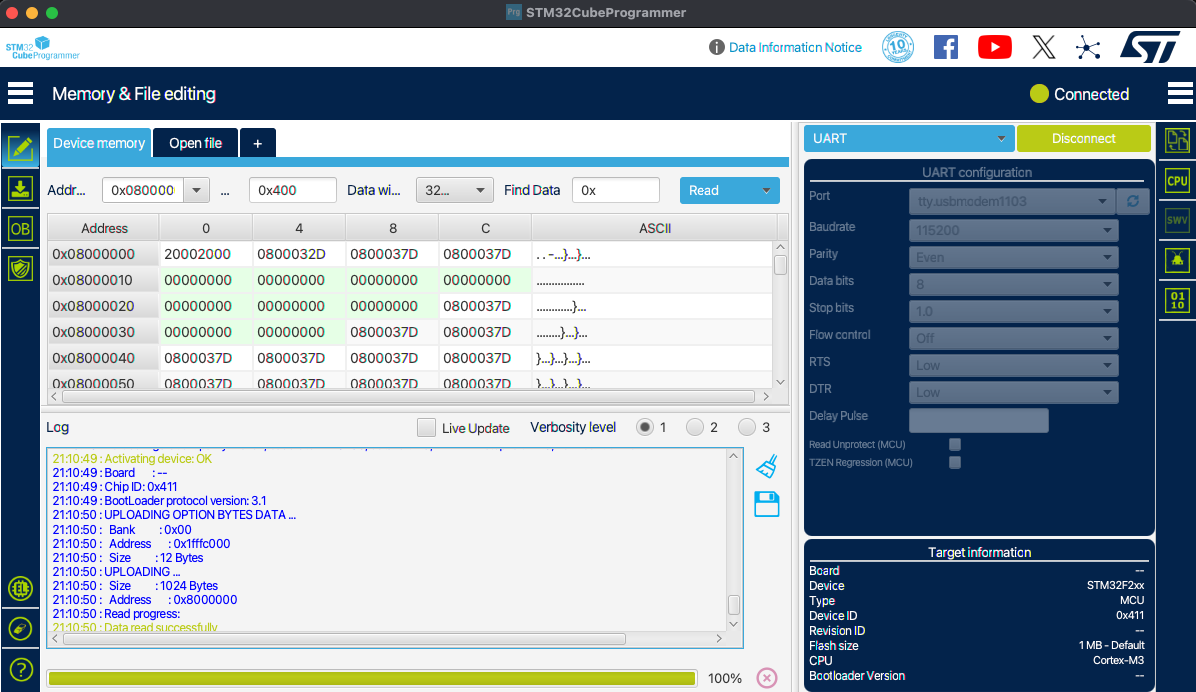 Prg STM32CubeProgrammer
STM32
CubeProgrammer
Data Information Notice
10
Memory & File editing
Connected
Device memory
Open file
+
UART
Disconnect
Addr...
0x080000
...
0x400
Data wi...
32...
Find Data
0x
Read
Address 0 4 8 C ASCII
0x08000000 20002000 0800032D 0800037D 0800037D . . -...}...}...
0x08000010 00000000 00000000 00000000 00000000 ................
0x08000020 00000000 00000000 00000000 0800037D ............}...
0x08000030 00000000 00000000 0800037D 0800037D ........}...}...
0x08000040 0800037D 0800037D 0800037D 0800037D }...}...}...}...
0x08000050 0800037D 0800037D 0800037D 0800037D }...}...}...}...
Log
Live Update
Verbosity level
1
2
3
21:10:49 : Activating device: OK
21:10:49 : Board : --
21:10:49 : Chip ID: 0x411
21:10:49 : BootLoader protocol version: 3.1
21:10:50 : UPLOADING OPTION BYTES DATA ...
21:10:50 : Bank : 0x00
21:10:50 : Address : 0x1fffc000
21:10:50 : Size : 12 Bytes
21:10:50 : UPLOADING ...
21:10:50 : Size : 1024 Bytes
21:10:50 : Address : 0x8000000
21:10:50 : Read progress:
21:10:50 : Data read successfully
100%
UART configuration
Port tty.usbmodem1103
Baudrate 115200
Parity Even
Data bits 8
Stop bits 1.0
Flow control Off
RTS Low
DTR Low
Delay Pulse
Read Unprotect (MCU)
TZEN Regression (MCU)
Target information
Board --
Device STM32F2xx
Type MCU
Device ID 0x411
Revision ID --
Flash size 1 MB - Default
CPU Cortex-M3
Bootloader Version --
OB
EL
?
CPU
SWV
01
10